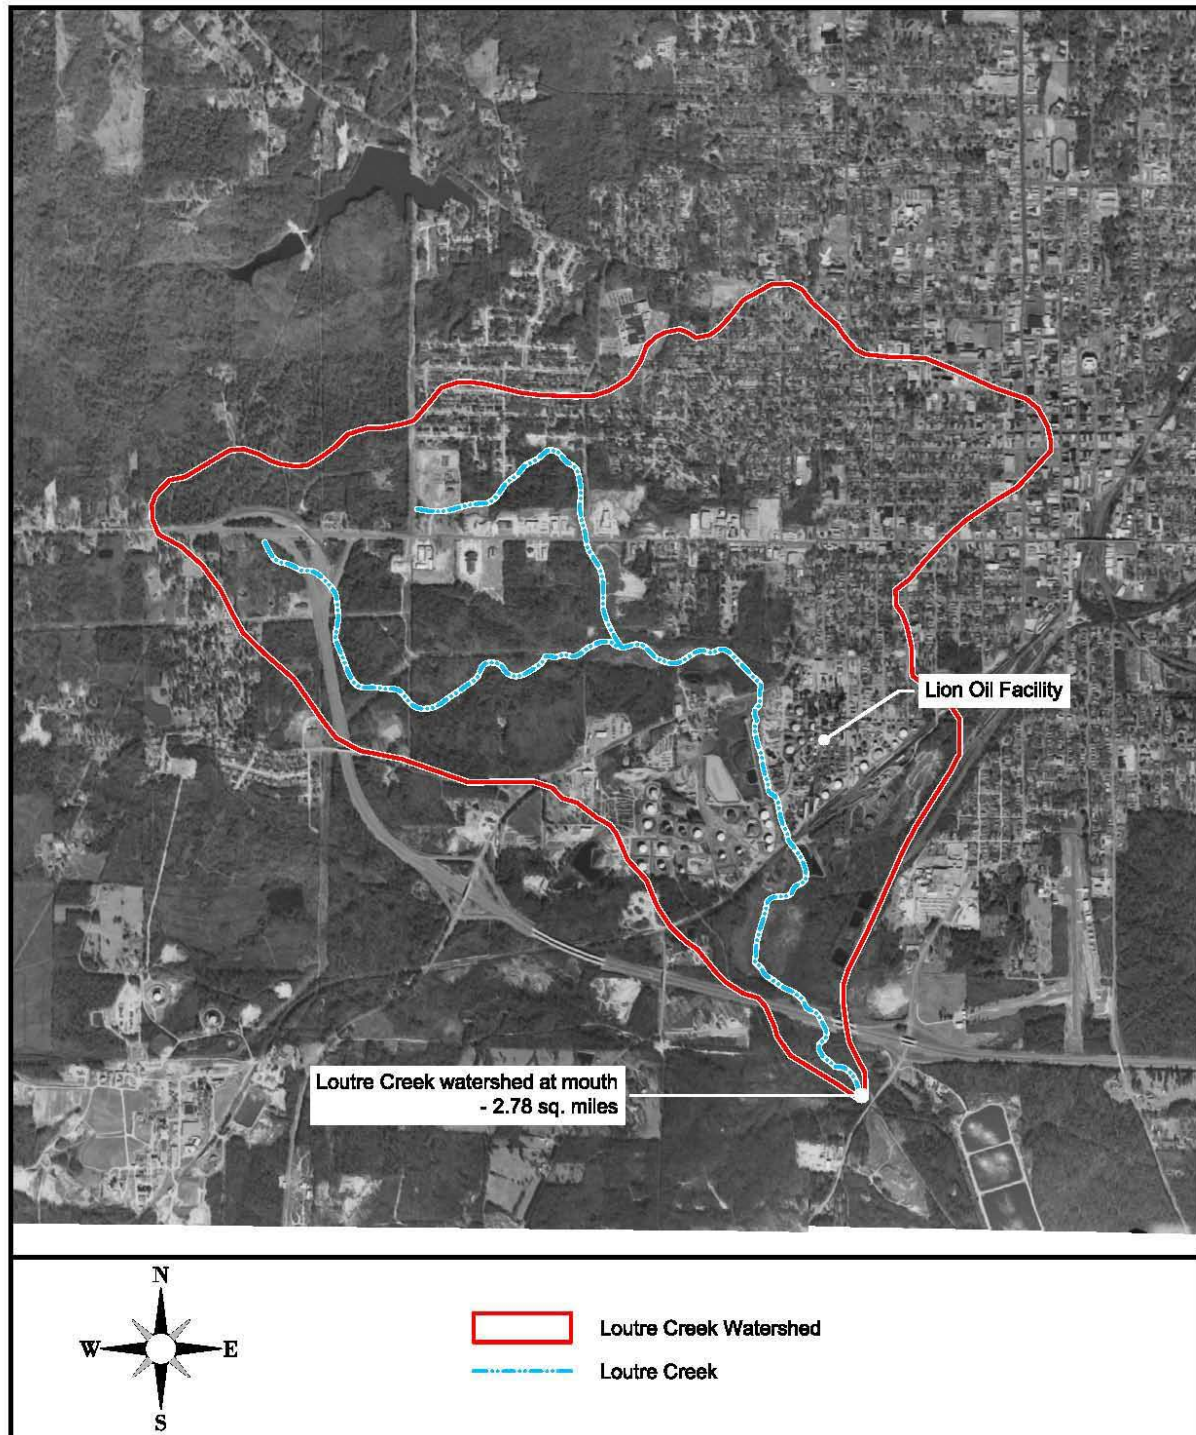 Lion Oil Facility
Loutre Creek watershed at mouth
- 2.78 sq. miles
N
W
E
S
Loutre Creek Watershed
Loutre Creek